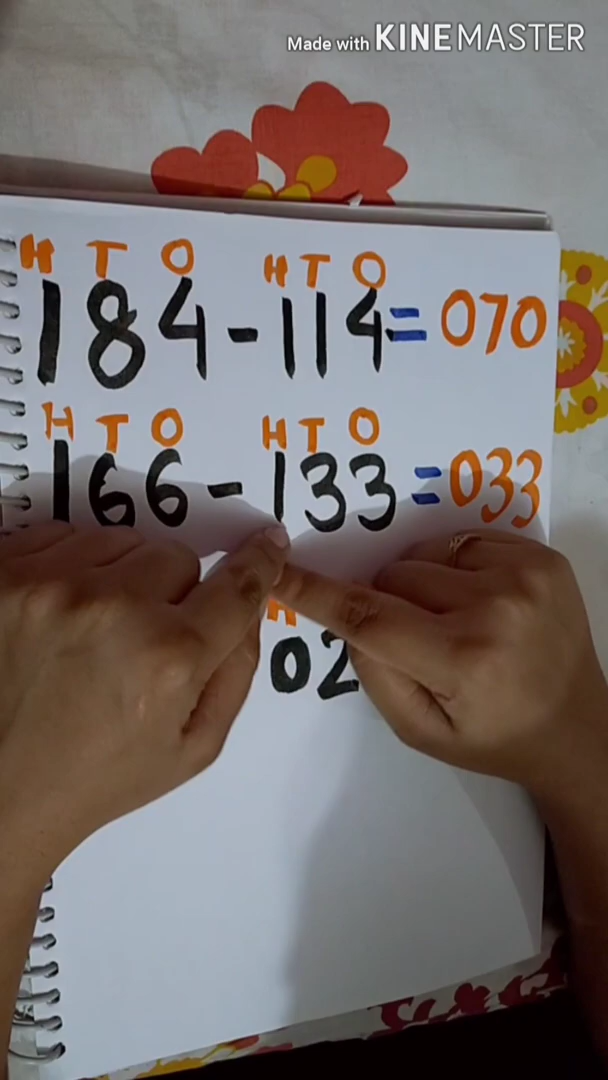 Made with KINEMASTER
H T O H T O
184-114=070
H T O H T O
166-133=033
H
02